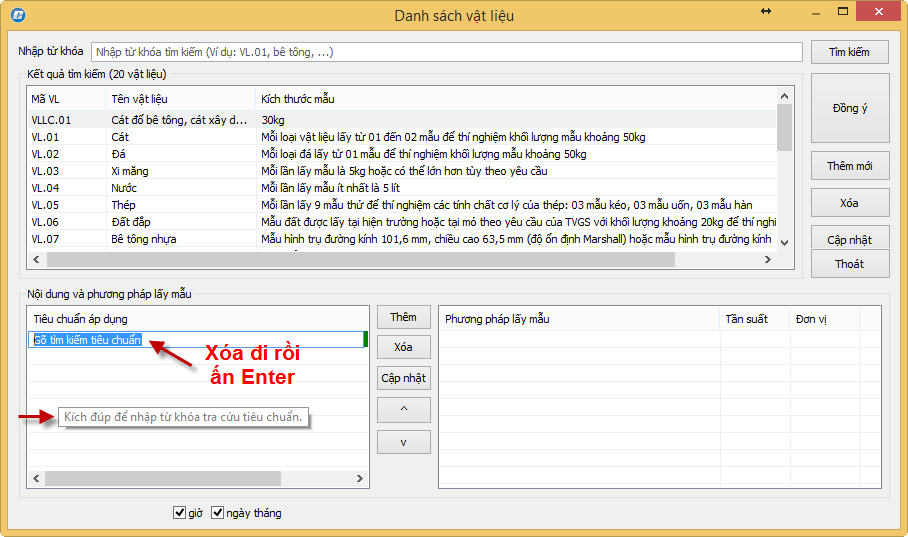 Danh sách vật liệu
Nhập từ khóa
Nhập từ khóa tìm kiếm (Ví dụ: VL.01, bê tông, ...)
Tìm kiếm
Kết quả tìm kiếm (20 vật liệu)
Mã VL Tên vật liệu Kích thước mẫu
VLLC.01 Cát đổ bê tông, cát xây d... 30kg
VL.01 Cát Mỗi loại vật liệu lấy từ 01 đến 02 mẫu để thí nghiệm khối lượng mẫu khoảng 50kg
VL.02 Đá Mỗi loại đá lấy từ 01 mẫu để thí nghiệm khối lượng mẫu khoảng 50kg
VL.03 Xi măng Mỗi lần lấy mẫu là 5kg hoặc có thể lớn hơn tùy theo yêu cầu
VL.04 Nước Mỗi lần lấy mẫu ít nhất là 5 lít
VL.05 Thép Mỗi lần lấy 9 mẫu thử để thí nghiệm các tính chất cơ lý của thép: 03 mẫu kéo, 03 mẫu uốn, 03 mẫu hàn
VL.06 Đất đắp Mẫu đất được lấy tại hiện trường hoặc tại mỏ theo yêu cầu của TVGS với khối lượng khoảng 20kg để thí nghi
VL.07 Bê tông nhựa Mẫu hình trụ đường kính 101,6 mm, chiều cao 63,5 mm (độ ổn định Marshall) hoặc mẫu hình trụ đường kính
Đồng ý
Thêm mới
Xóa
Cập nhật
Thoát
Nội dung và phương pháp lấy mẫu
Tiêu chuẩn áp dụng
Gõ tìm kiếm tiêu chuẩn
Xóa đi rồi
ấn Enter
Kích đúp để nhập từ khóa tra cứu tiêu chuẩn.
Thêm
Xóa
Cập nhật
^
v
Phương pháp lấy mẫu Tần suất Đơn vị
giờ ngày tháng